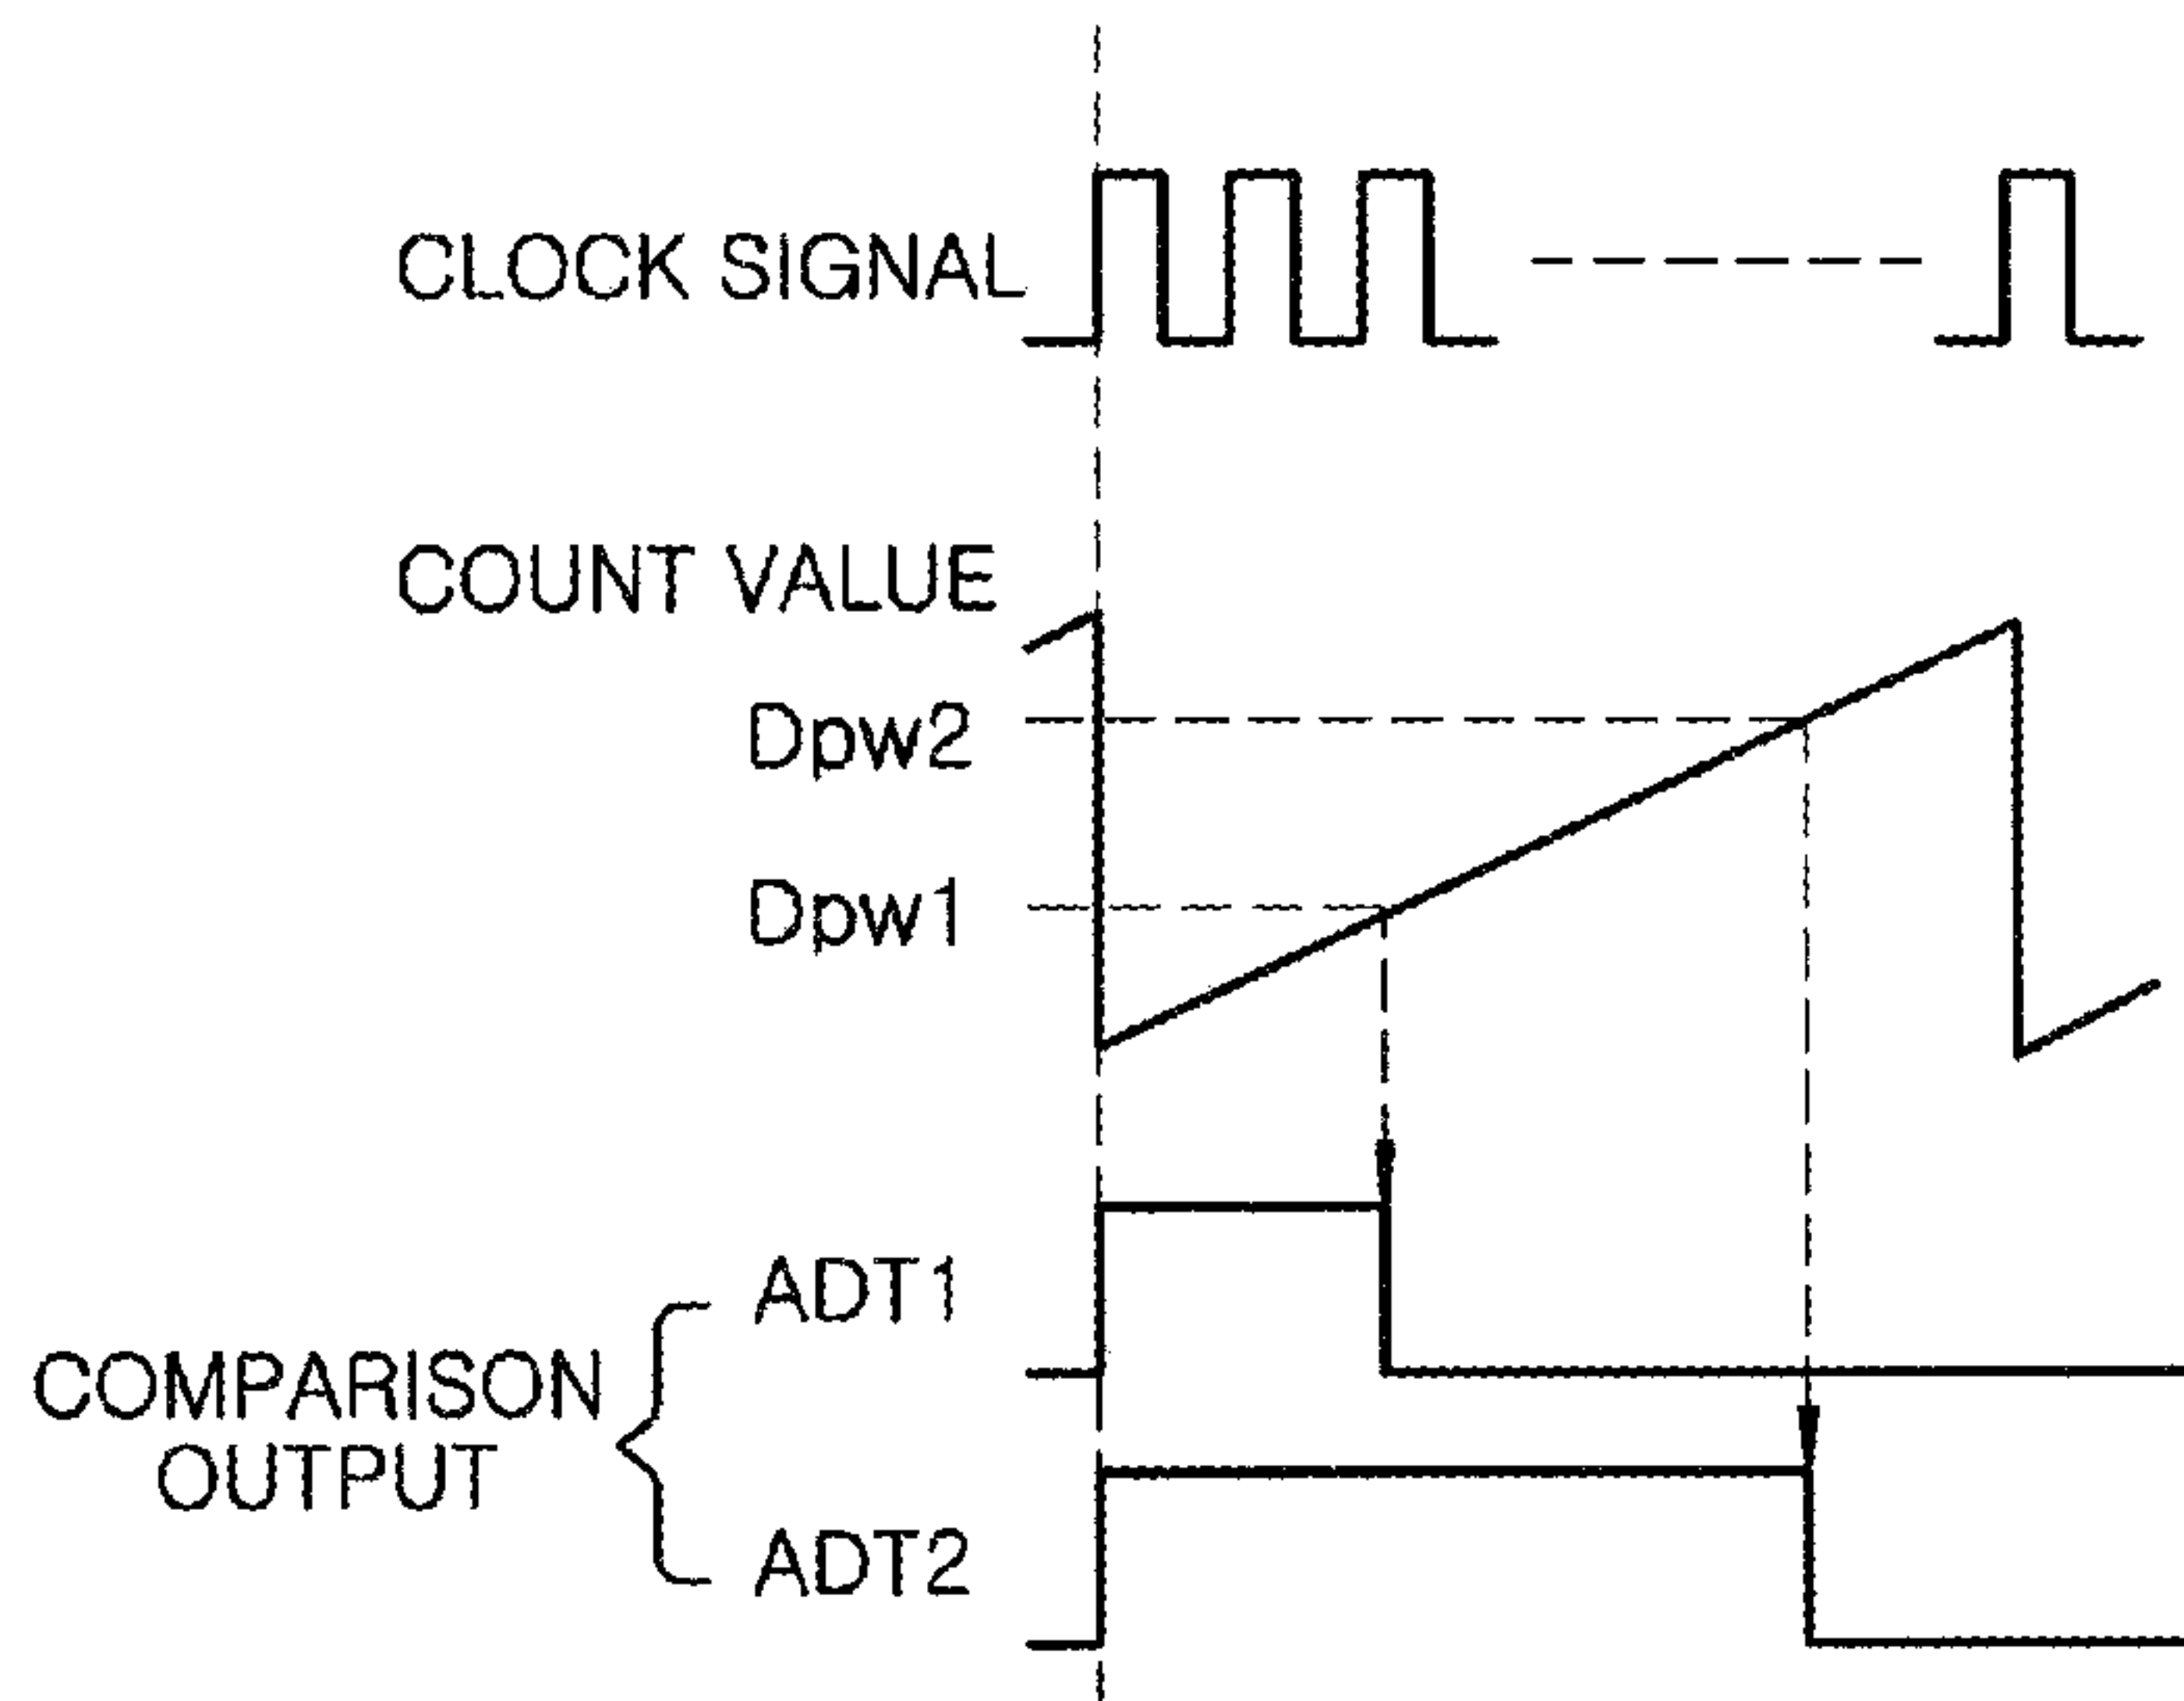 CLOCK SIGNAL
COUNT VALUE
Dpw2
Dpw1
ADT1
COMPARISON
OUTPUT
ADT2